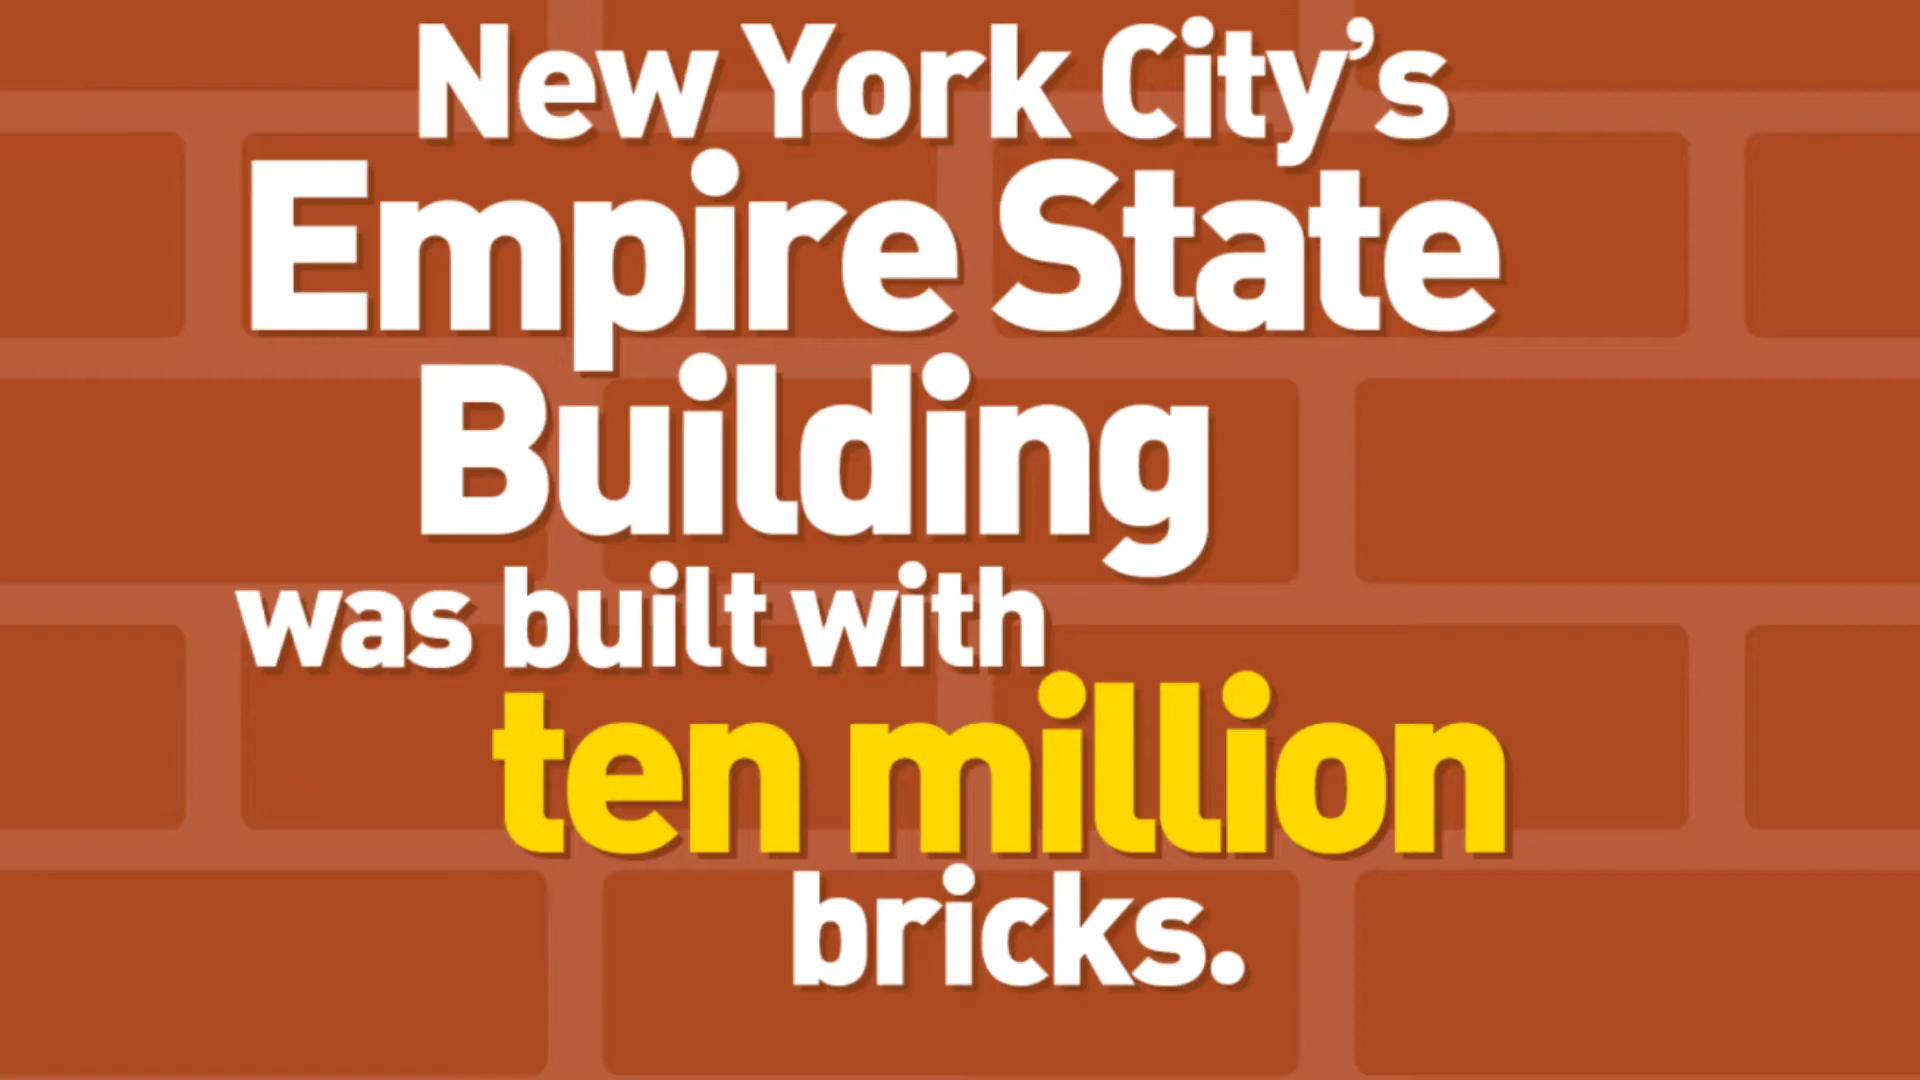 New York City’s
Empire State
Building
was built with
ten million
bricks.